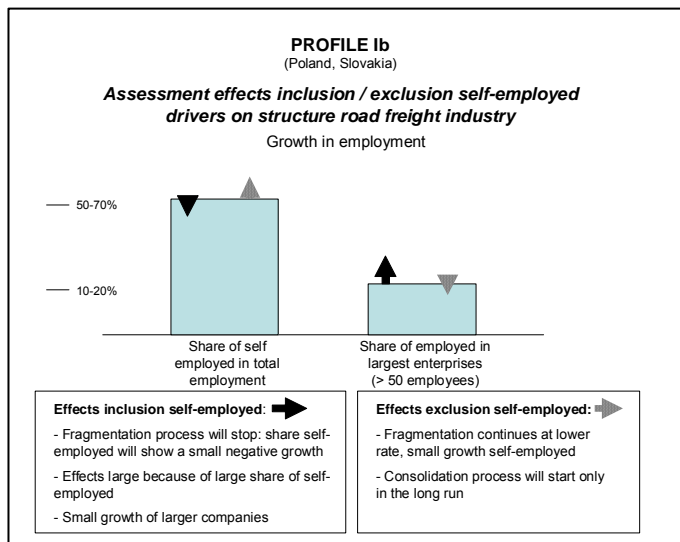 PROFILE Ib
(Poland, Slovakia)
Assessment effects inclusion / exclusion self-employed
drivers on structure road freight industry
Growth in employment
50-70%
10-20%
Share of self
employed in total
employment
Share of employed in
largest enterprises
(> 50 employees)
Effects inclusion self-employed:
- Fragmentation process will stop: share self-
employed will show a small negative growth
- Effects large because of large share of self-
employed
- Small growth of larger companies
Effects exclusion self-employed:
- Fragmentation continues at lower
rate, small growth self-employed
- Consolidation process will start only
in the long run